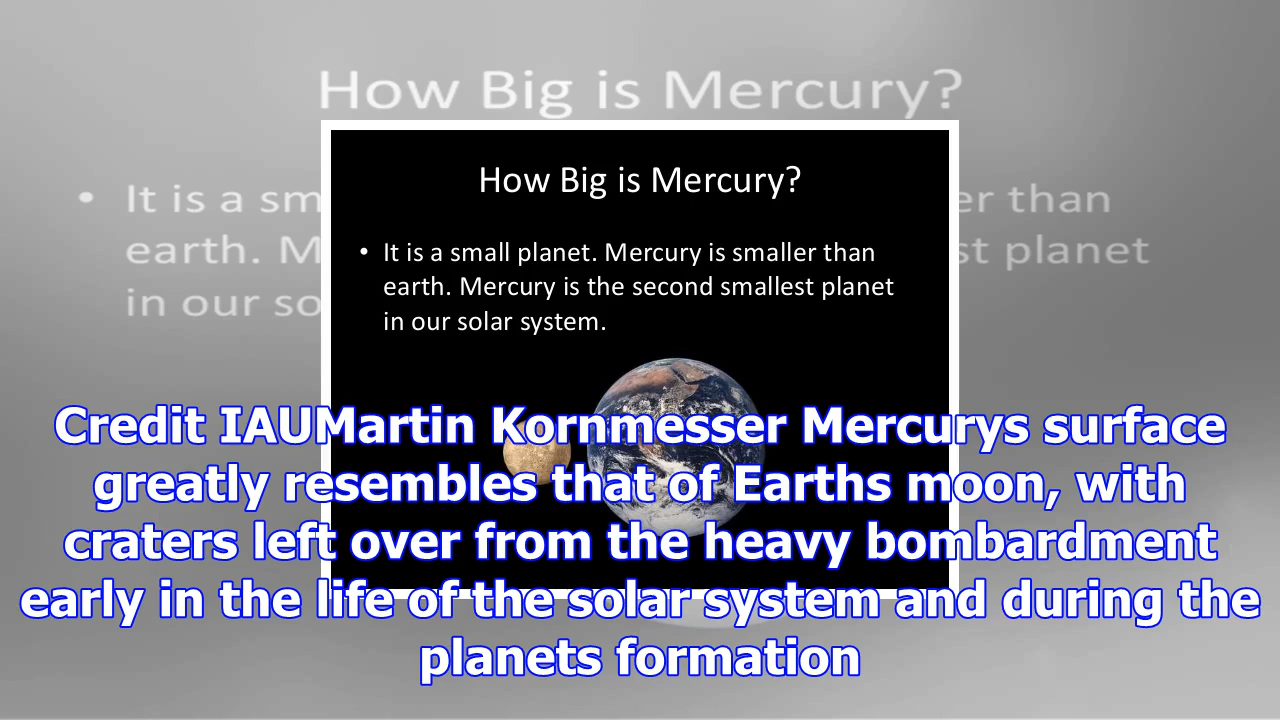 How Big is Mercury?
How Big is Mercury?
• It is a small planet. Mercury is smaller than
earth. Mercury is the second smallest planet
in our solar system.
• It is a sm er than
earth. M st planet
in our so
Credit IAUMartin Kornmesser Mercurys surface
greatly resembles that of Earths moon, with
craters left over from the heavy bombardment
early in the life of the solar system and during the
planets formation